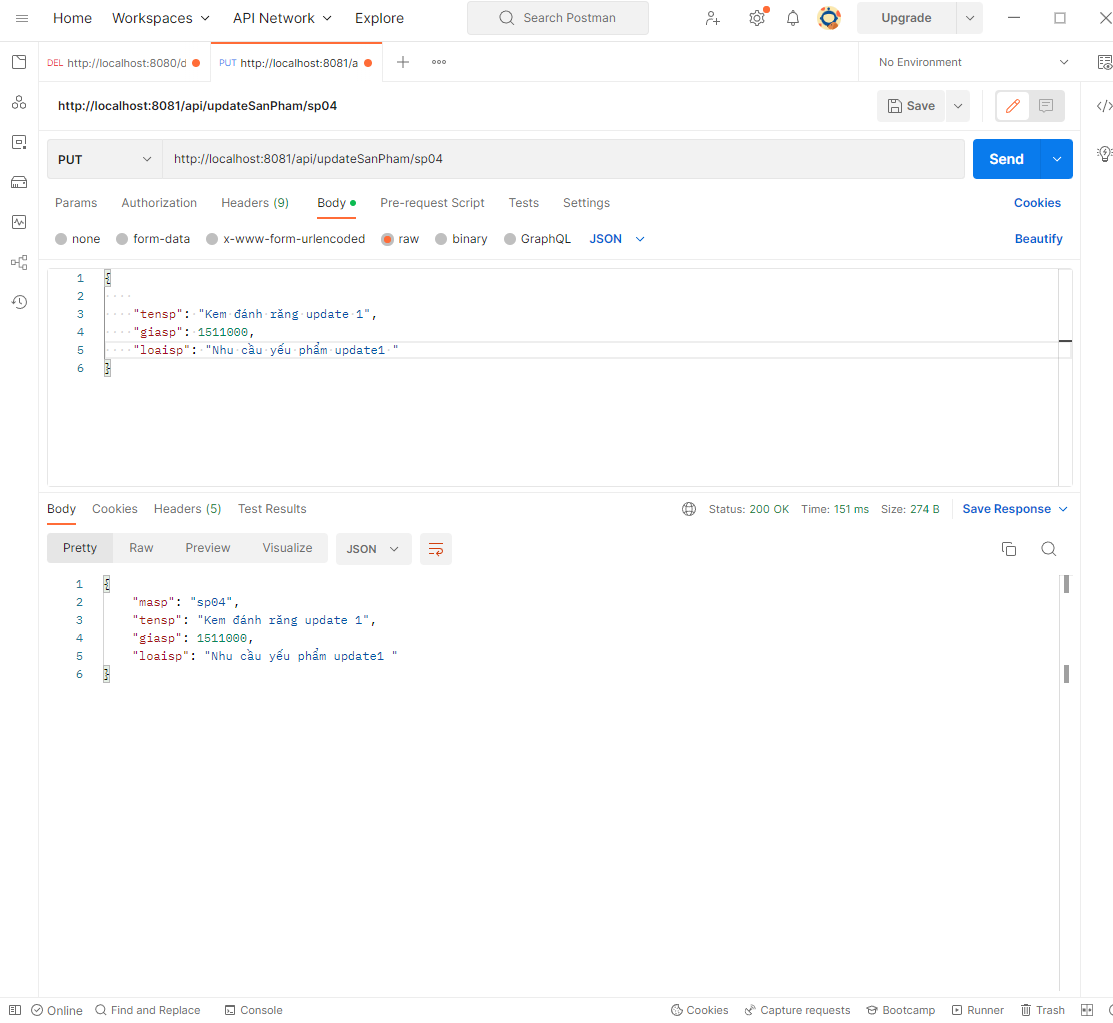 Home Workspaces API Network Explore Search Postman Upgrade
DEL http://localhost:8080/d PUT http://localhost:8081/a No Environment
http://localhost:8081/api/updateSanPham/sp04 Save
PUT http://localhost:8081/api/updateSanPham/sp04 Send
Params Authorization Headers (9) Body Pre-request Script Tests Settings Cookies
none form-data x-www-form-urlencoded raw binary GraphQL JSON Beautify
1 {
2
3 "tensp": "Kem đánh răng update 1",
4 "giasp": 1511000,
5 "loaisp": "Nhu cầu yếu phẩm update1 "
6 }
Body Cookies Headers (5) Test Results Status: 200 OK Time: 151 ms Size: 274 B Save Response
Pretty Raw Preview Visualize JSON
1 {
2 "masp": "sp04",
3 "tensp": "Kem đánh răng update 1",
4 "giasp": 1511000,
5 "loaisp": "Nhu cầu yếu phẩm update1 "
6 }
Online Find and Replace Console Cookies Capture requests Bootcamp Runner Trash